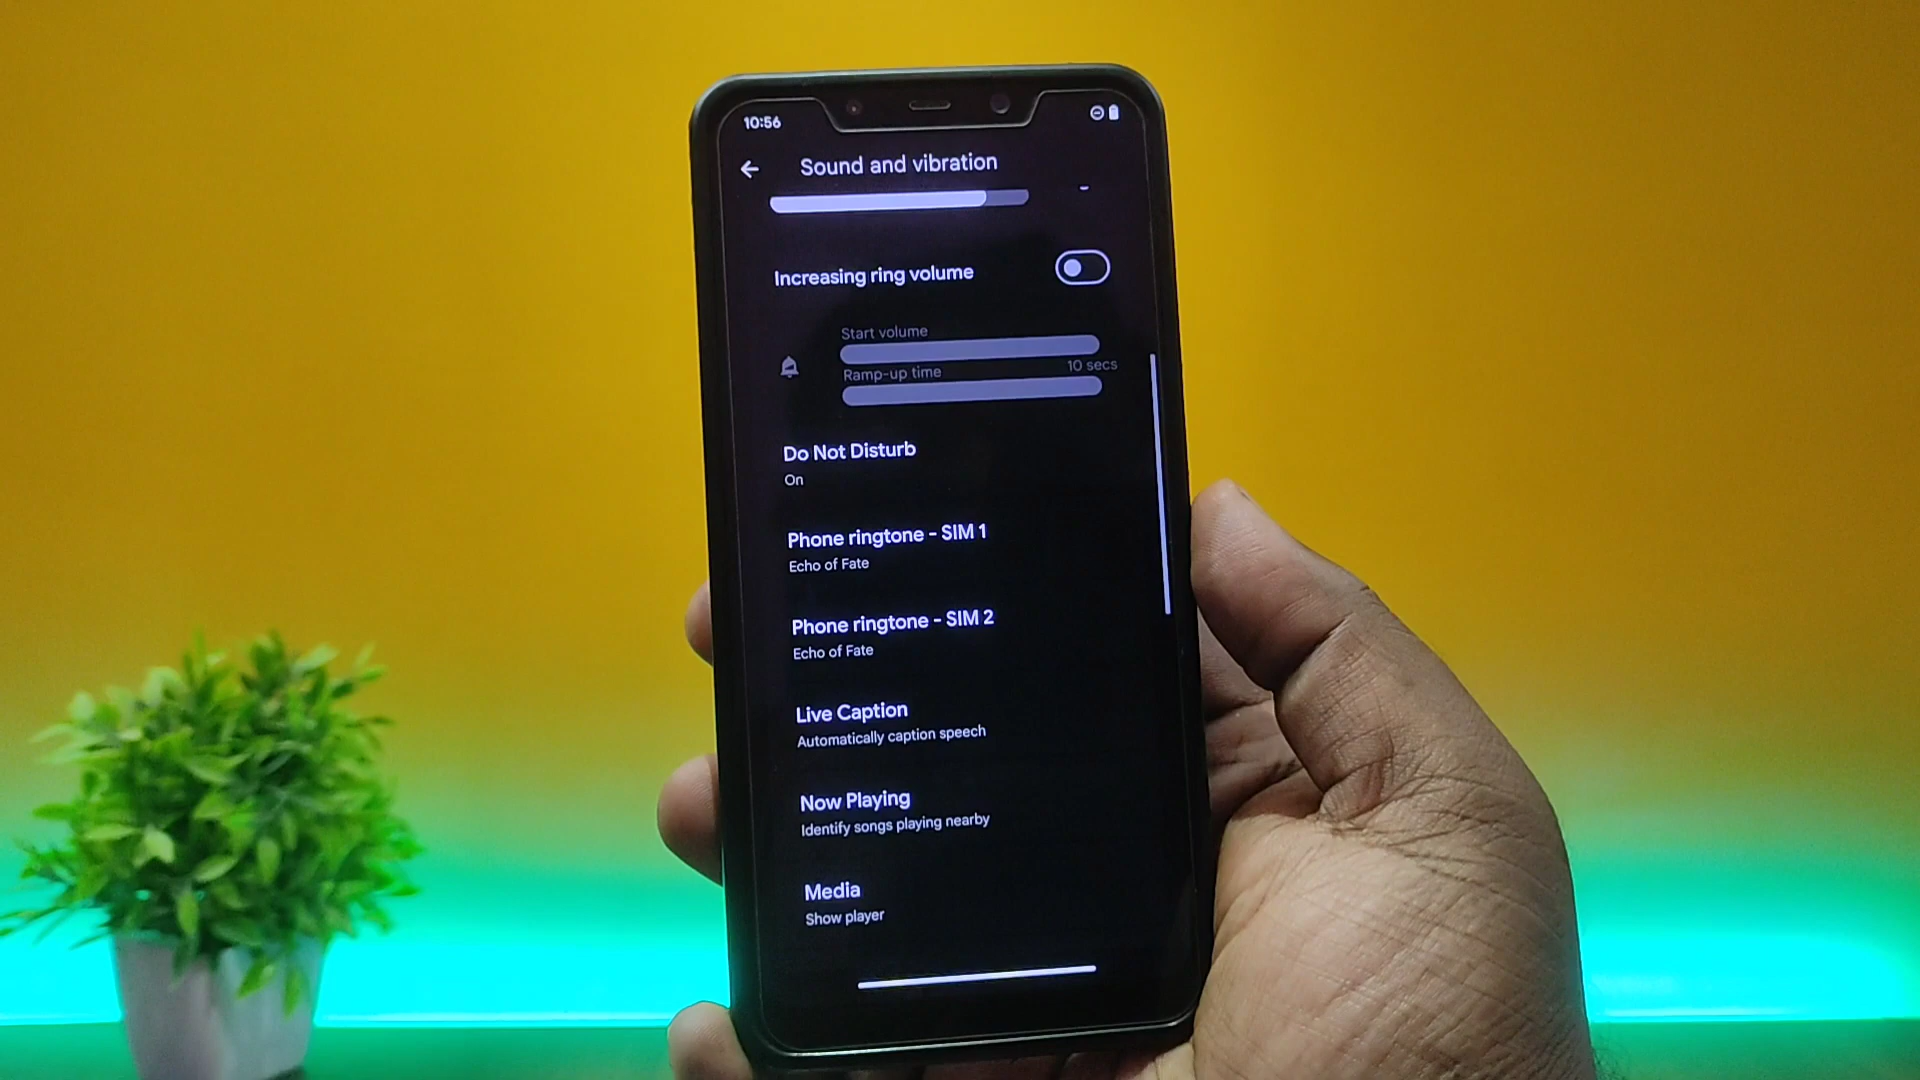 10:56
Sound and vibration
Increasing ring volume
Start volume
Ramp-up time 10 secs
Do Not Disturb
On
Phone ringtone - SIM 1
Echo of Fate
Phone ringtone - SIM 2
Echo of Fate
Live Caption
Automatically caption speech
Now Playing
Identify songs playing nearby
Media
Show player